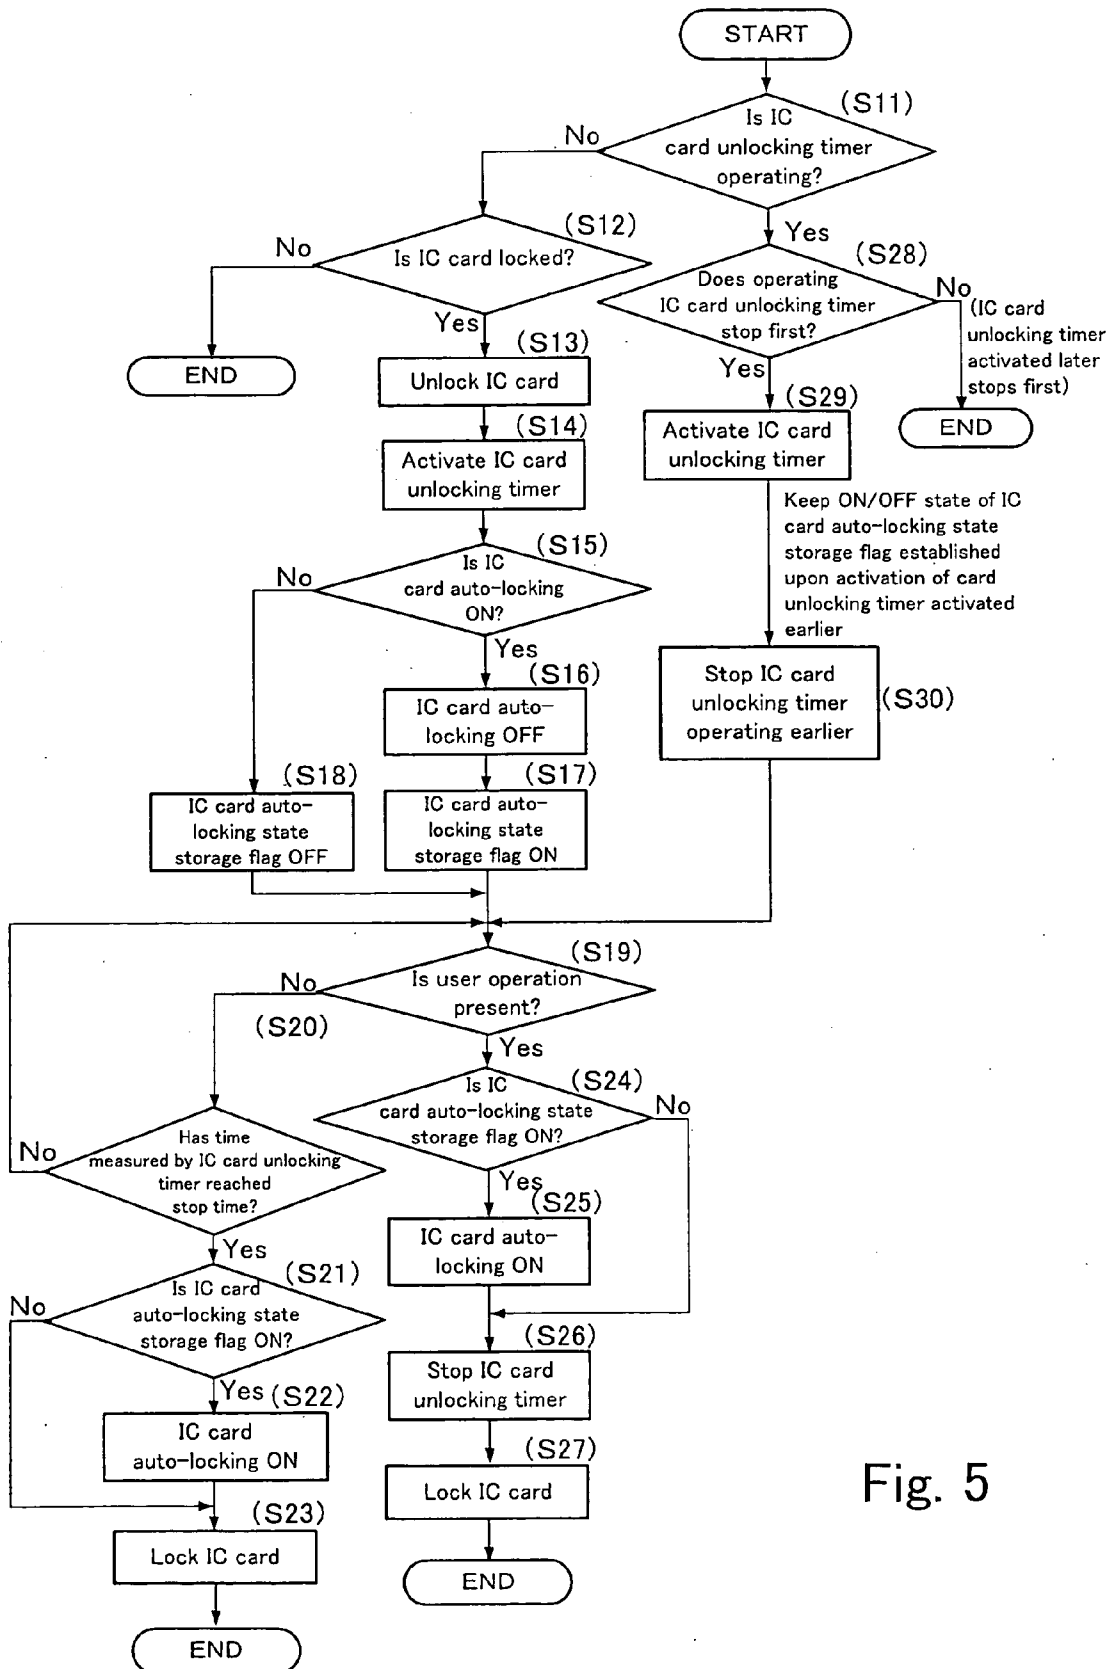 START
(S11)
Is IC
card unlocking timer
operating?
No
Yes
(S12)
Is IC card locked?
No
Yes
END
(S28)
Does operating
IC card unlocking timer
stop first?
No
(IC card
unlocking timer
activated later
stops first)
Yes
END
(S13)
Unlock IC card
(S14)
Activate IC card
unlocking timer
(S29)
Activate IC card
unlocking timer
Keep ON/OFF state of IC
card auto-locking state
storage flag established
upon activation of card
unlocking timer activated
earlier
(S15)
Is IC
card auto-locking
ON?
No
Yes
(S16)
IC card auto-
locking OFF
Stop IC card
unlocking timer
operating earlier
(S30)
(S18)
IC card auto-
locking state
storage flag OFF
(S17)
IC card auto-
locking state
storage flag ON
(S19)
Is user operation
present?
No
Yes
(S20)
Has time
measured by IC card unlocking
timer reached
stop time?
No
Yes
(S24)
Is IC
card auto-locking state
storage flag ON?
No
Yes
(S25)
IC card auto-
locking ON
(S21)
Is IC card
auto-locking state
storage flag ON?
No
Yes
(S22)
IC card
auto-locking ON
(S26)
Stop IC card
unlocking timer
(S27)
Lock IC card
END
(S23)
Lock IC card
END
Fig. 5